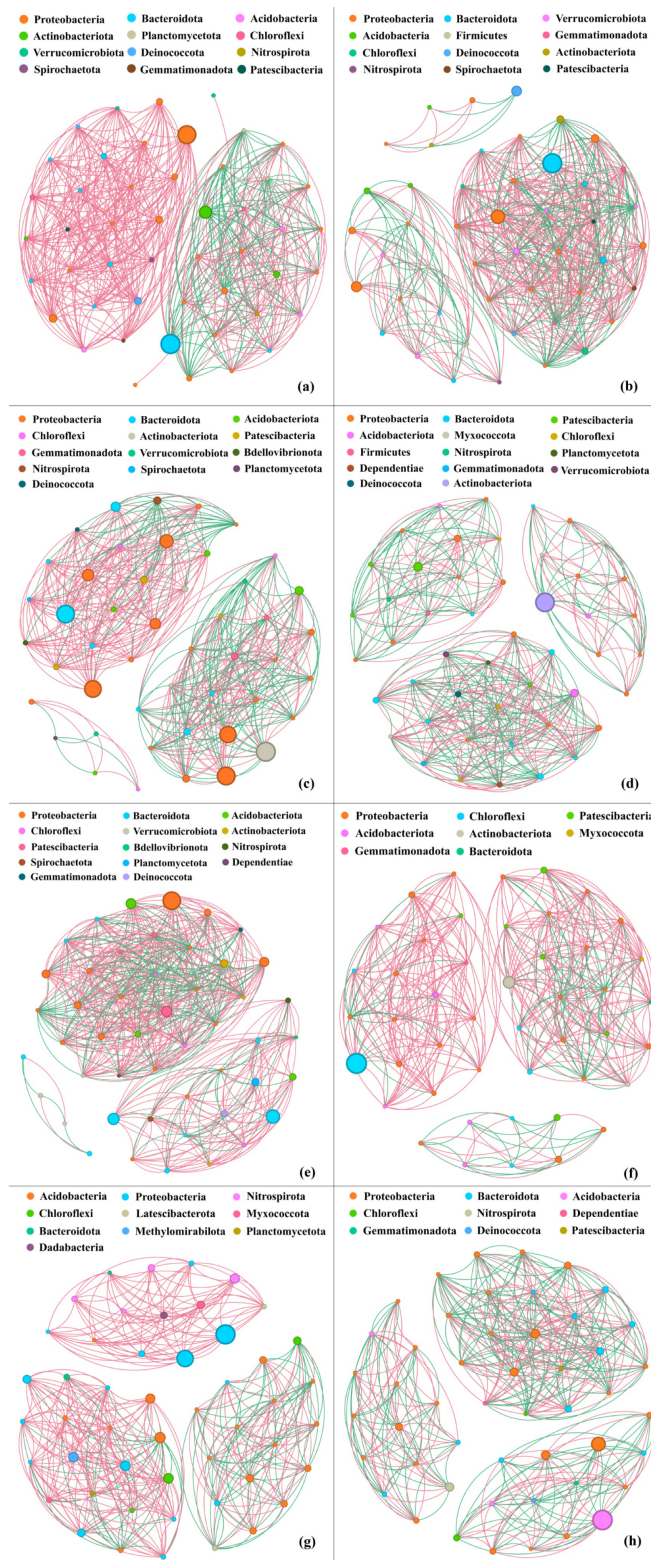 Proteobacteria Bacteroidota Acidobacteria
Actinobacteriota Planctomycetota Chloroflexi
Verrucomicrobiota Deinococcota Nitrospirota
Spirochaetota Gemmatimonadota Patescibacteria
(a)
Proteobacteria Bacteroidota Verrucomicrobiota
Acidobacteria Firmicutes Gemmatimonadota
Chloroflexi Deinococcota Actinobacteriota
Nitrospirota Spirochaetota Patescibacteria
(b)
Proteobacteria Bacteroidota Acidobacteriota
Chloroflexi Actinobacteriota Patescibacteria
Gemmatimonadota Verrucomicrobiota Bdellovibrionota
Nitrospirota Spirochaetota Planctomycetota
Deinococcota
(c)
Proteobacteria Bacteroidota Patescibacteria
Acidobacteriota Myxococcota Chloroflexi
Firmicutes Nitrospirota Planctomycetota
Dependentiae Gemmatimonadota Verrucomicrobiota
Deinococcota Actinobacteriota
(d)
Proteobacteria Bacteroidota Acidobacteriota
Chloroflexi Verrucomicrobiota Actinobacteriota
Patescibacteria Bdellovibrionota Nitrospirota
Spirochaetota Planctomycetota Dependentiae
Gemmatimonadota Deinococcota
(e)
Proteobacteria Chloroflexi Patescibacteria
Acidobacteriota Actinobacteriota Myxococcota
Gemmatimonadota Bacteroidota
(f)
Acidobacteria Proteobacteria Nitrospirota
Chloroflexi Latescibacterota Myxococcota
Bacteroidota Methylomirabilota Planctomycetota
Dadabacteria
(g)
Proteobacteria Bacteroidota Acidobacteria
Chloroflexi Nitrospirota Dependentiae
Gemmatimonadota Deinococcota Patescibacteria
(h)